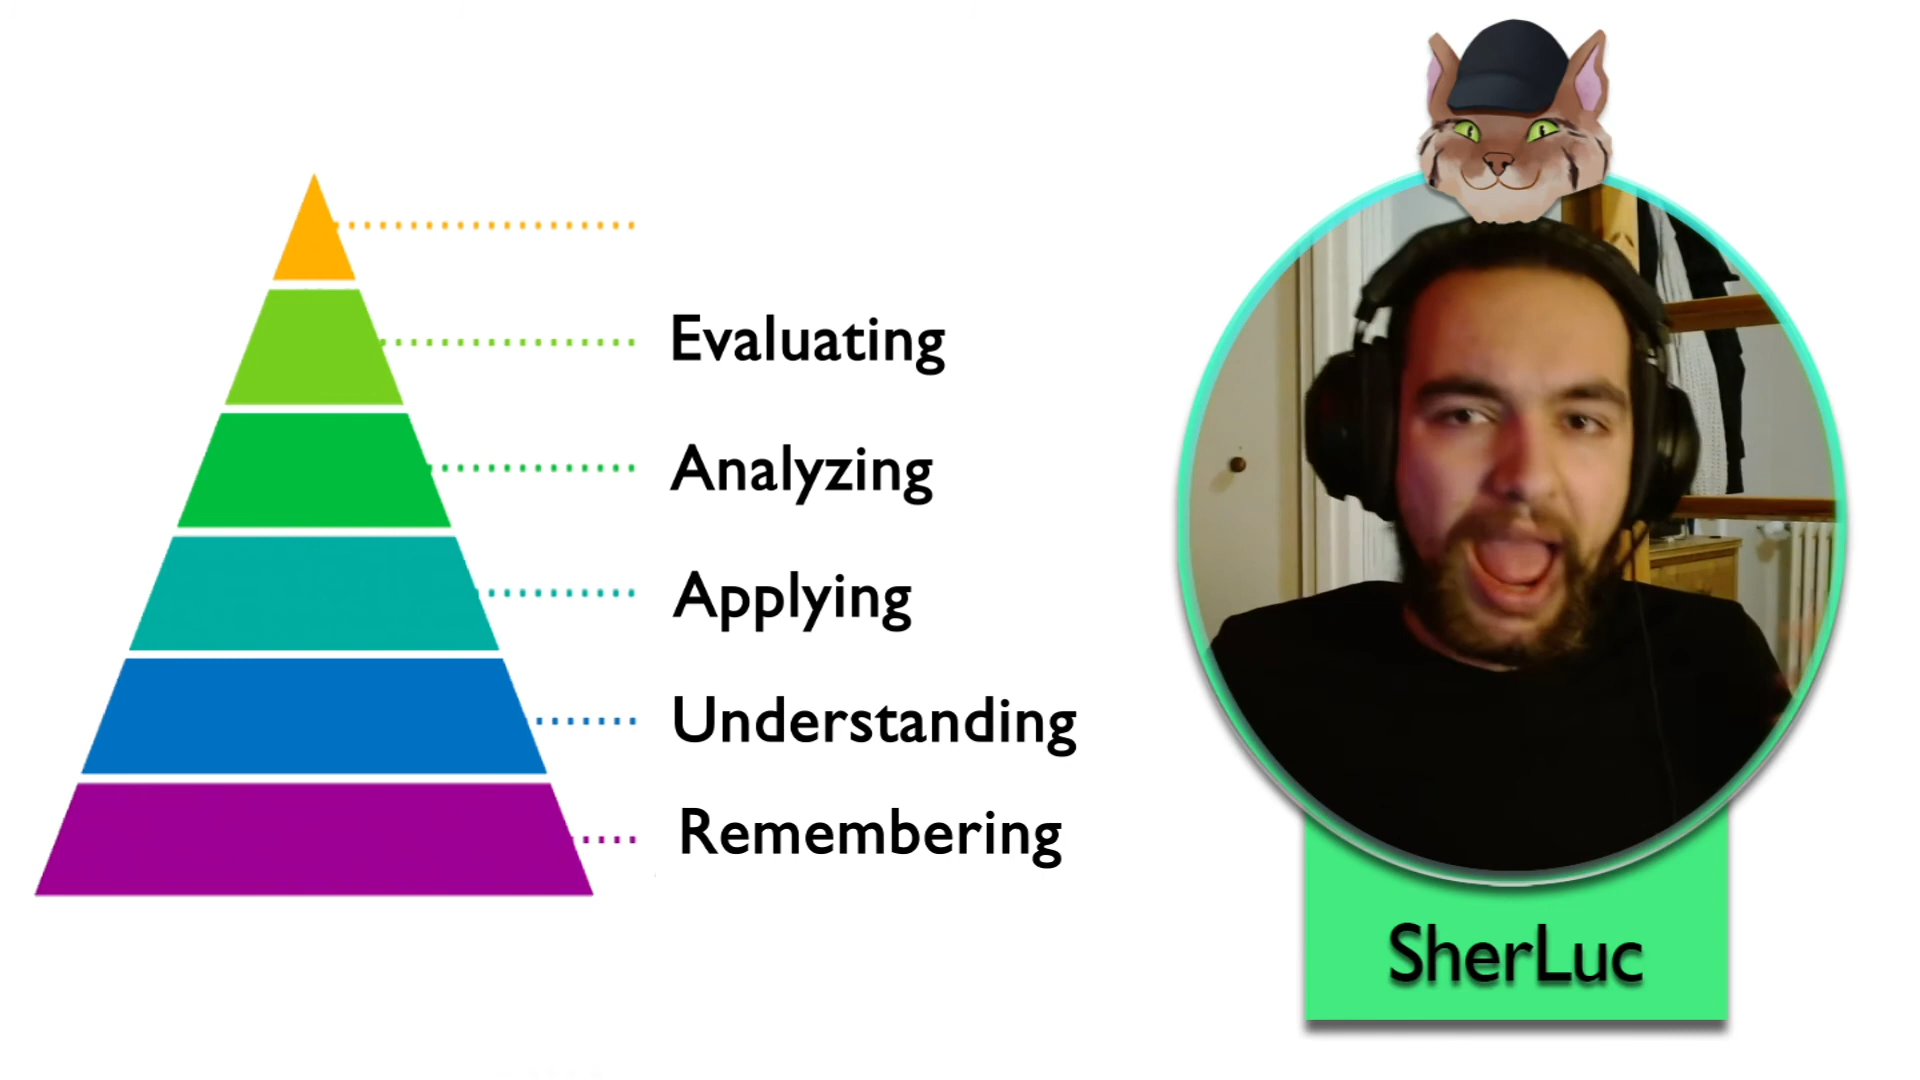 Evaluating
Analyzing
Applying
Understanding
Remembering
SherLuc